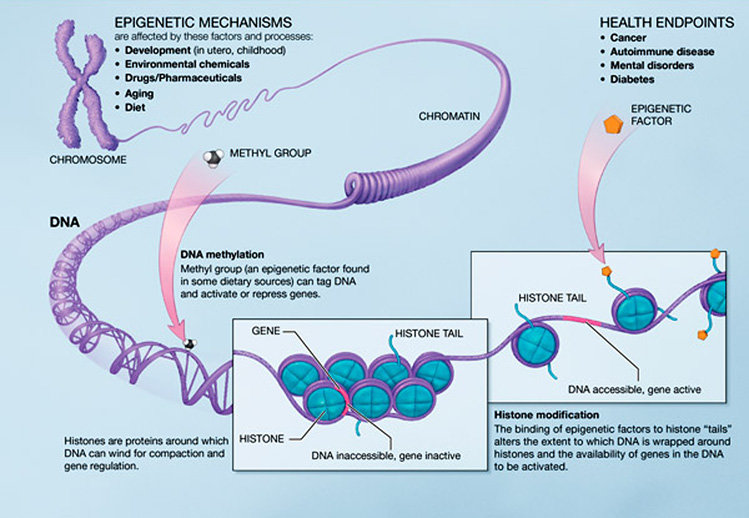 EPIGENETIC MECHANISMS
are affected by these factors and processes:
• Development (in utero, childhood)
• Environmental chemicals
• Drugs/Pharmaceuticals
• Aging
• Diet
HEALTH ENDPOINTS
• Cancer
• Autoimmune disease
• Mental disorders
• Diabetes
EPIGENETIC
FACTOR
CHROMATIN
CHROMOSOME
METHYL GROUP
DNA
DNA methylation
Methyl group (an epigenetic factor found
in some dietary sources) can tag DNA
and activate or repress genes.
HISTONE TAIL
GENE
HISTONE TAIL
DNA accessible, gene active
HISTONE
DNA inaccessible, gene inactive
Histones are proteins around which
DNA can wind for compaction and
gene regulation.
Histone modification
The binding of epigenetic factors to histone “tails”
alters the extent to which DNA is wrapped around
histones and the availability of genes in the DNA
to be activated.